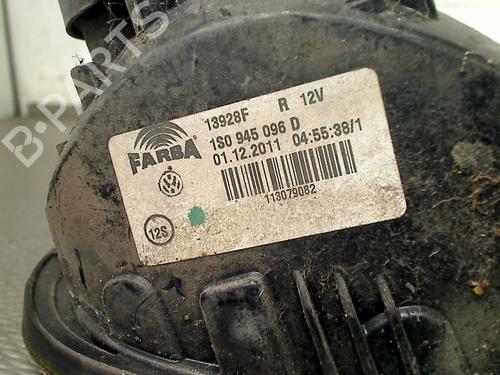 13928F R 12V
1S0 945 096 D
01.12.2011 04:55:38/1
FARBA
113079082
12S
B-PARTS